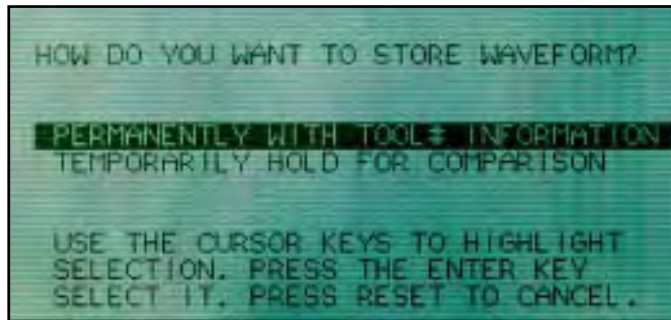 HOW DO YOU WANT TO STORE WAVEFORM?
PERMANENTLY WITH TOOL# INFORMATION
TEMPORARILY HOLD FOR COMPARISON
USE THE CURSOR KEYS TO HIGHLIGHT
SELECTION. PRESS THE ENTER KEY
SELECT IT. PRESS RESET TO CANCEL.